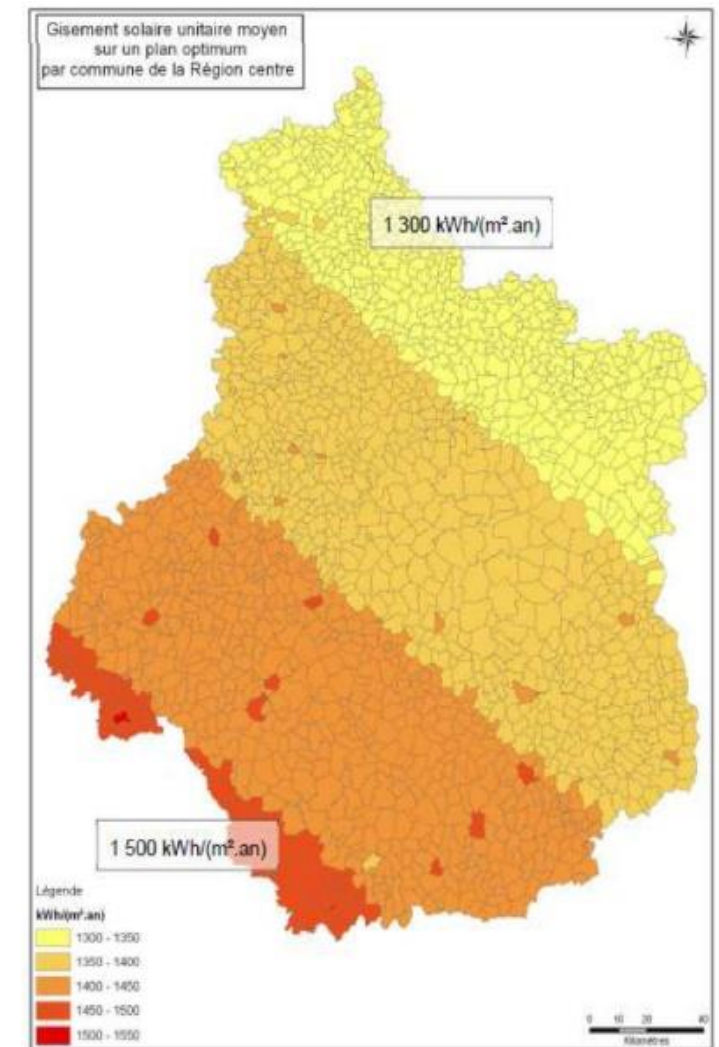 Gisement solaire unitaire moyen
sur un plan optimum
par commune de la Région centre
1 300 kWh/(m².an)
1 500 kWh/(m².an)
Légende
kWh/(m².an)
1300 - 1350
1350 - 1400
1400 - 1450
1450 - 1500
1500 - 1550
0 10 20 40
Kilomètres